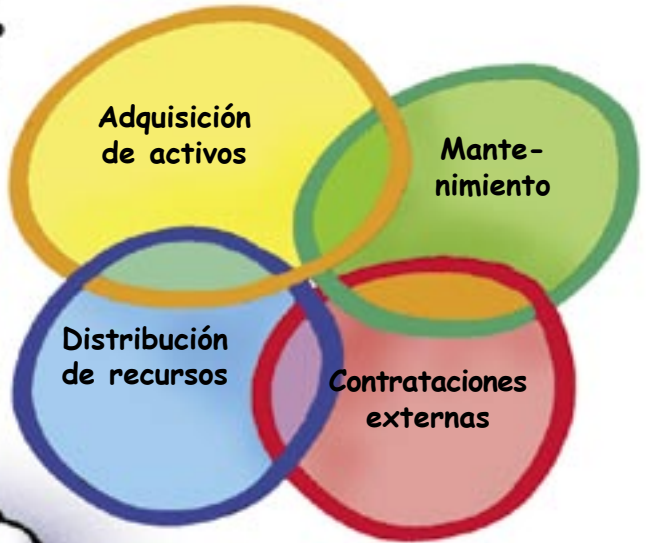 Adquisición
de activos
Mante-
nimiento
Distribución
de recursos
Contrataciones
externas